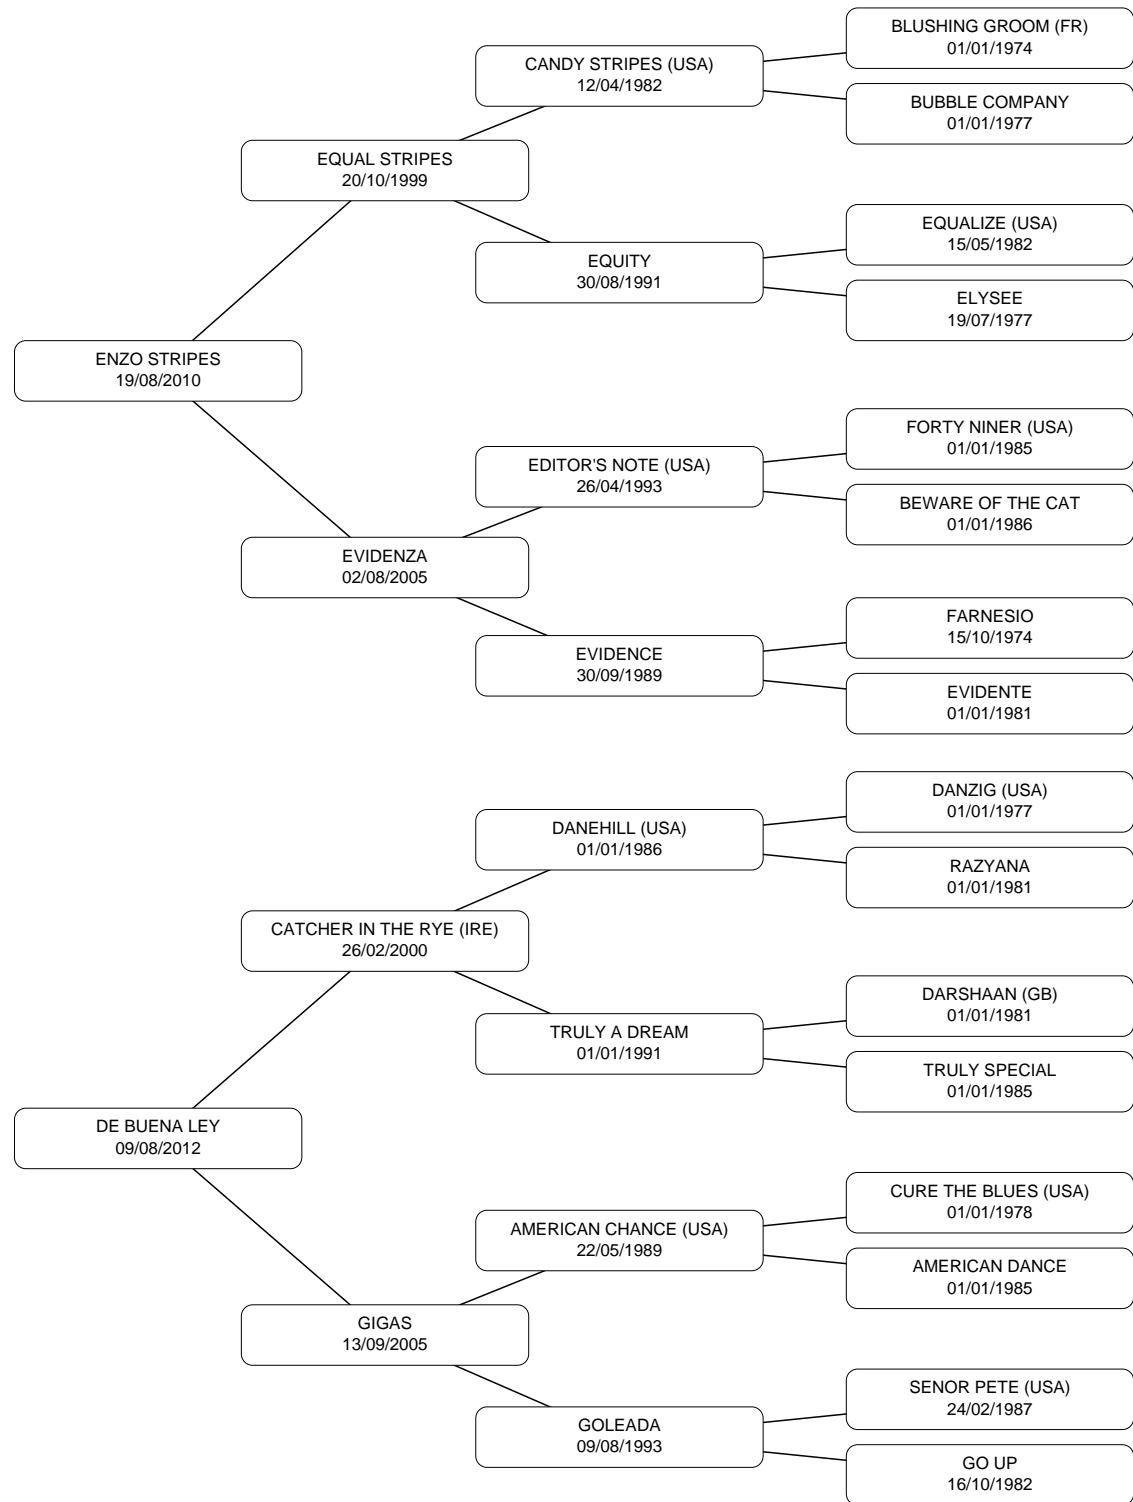 BLUSHING GROOM (FR)
01/01/1974
CANDY STRIPES (USA)
12/04/1982
BUBBLE COMPANY
01/01/1977
EQUAL STRIPES
20/10/1999
EQUALIZE (USA)
15/05/1982
EQUITY
30/08/1991
ELYSEE
19/07/1977
ENZO STRIPES
19/08/2010
FORTY NINER (USA)
01/01/1985
EDITOR'S NOTE (USA)
26/04/1993
BEWARE OF THE CAT
01/01/1986
EVIDENZA
02/08/2005
FARNESIO
15/10/1974
EVIDENCE
30/09/1989
EVIDENTE
01/01/1981
DANZIG (USA)
01/01/1977
DANEHILL (USA)
01/01/1986
RAZYANA
01/01/1981
CATCHER IN THE RYE (IRE)
26/02/2000
DARSHAAN (GB)
01/01/1981
TRULY A DREAM
01/01/1991
TRULY SPECIAL
01/01/1985
DE BUENA LEY
09/08/2012
CURE THE BLUES (USA)
01/01/1978
AMERICAN CHANCE (USA)
22/05/1989
AMERICAN DANCE
01/01/1985
GIGAS
13/09/2005
SENOR PETE (USA)
24/02/1987
GOLEADA
09/08/1993
GO UP
16/10/1982